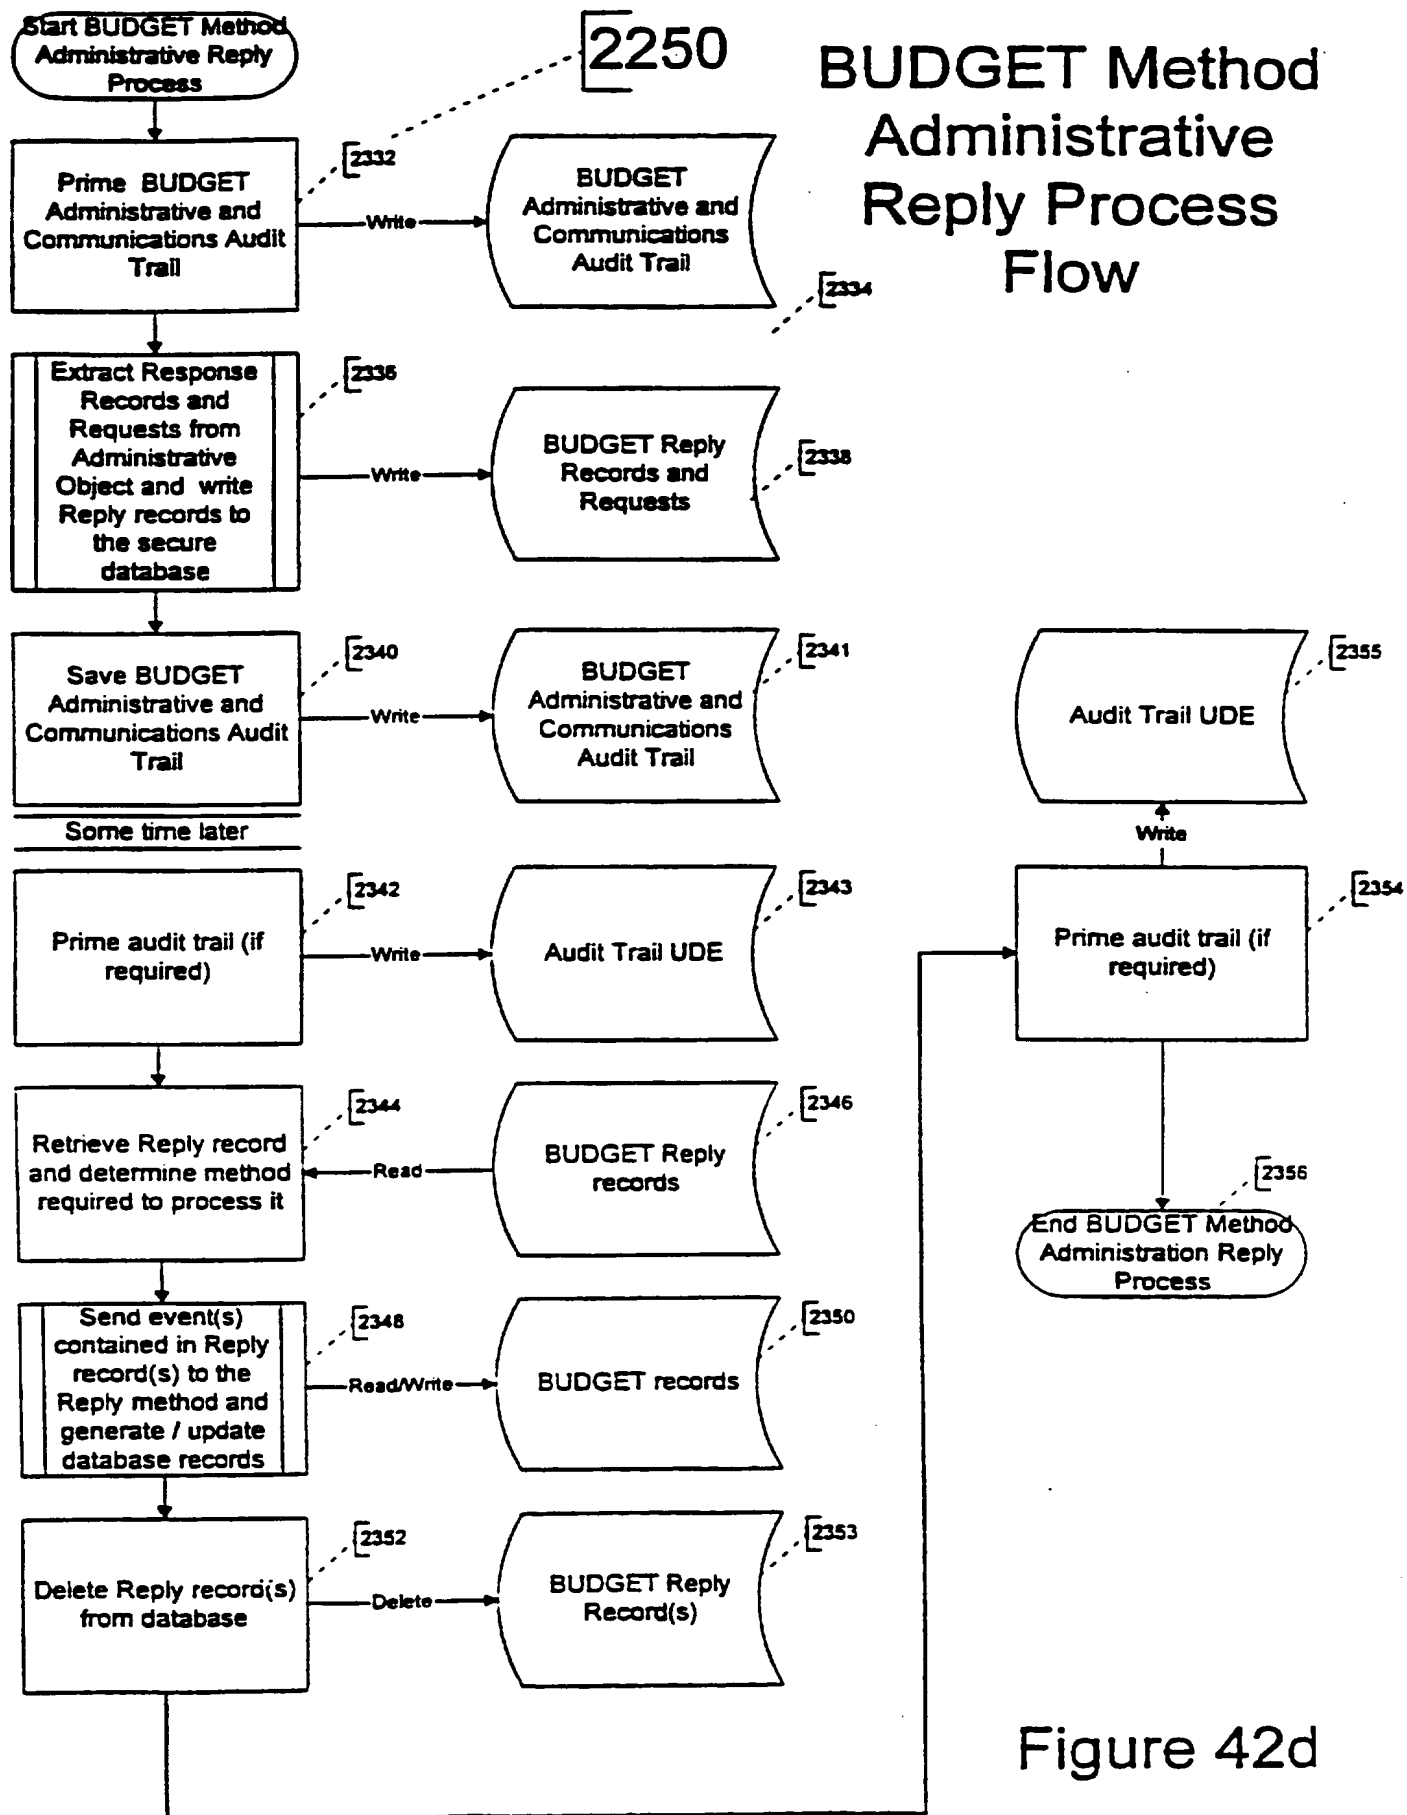 Start BUDGET Method
Administrative Reply
Process
2250
BUDGET Method
Administrative
Reply Process
Flow
Prime BUDGET
Administrative and
Communications Audit
Trail
2332
Write
BUDGET
Administrative and
Communications
Audit Trail
2334
Extract Response
Records and
Requests from
Administrative
Object and write
Reply records to
the secure
database
2336
Write
BUDGET Reply
Records and
Requests
2338
Save BUDGET
Administrative and
Communications Audit
Trail
2340
Write
BUDGET
Administrative and
Communications
Audit Trail
2341
Some time later
Prime audit trail (if
required)
2342
Write
Audit Trail UDE
2343
Retrieve Reply record
and determine method
required to process it
2344
Read
BUDGET Reply
records
2346
Send event(s)
contained in Reply
record(s) to the
Reply method and
generate / update
database records
2348
Read/Write
BUDGET records
2350
Delete Reply record(s)
from database
2352
Delete
BUDGET Reply
Record(s)
2353
Audit Trail UDE
2355
Write
Prime audit trail (if
required)
2354
2356
End BUDGET Method
Administration Reply
Process
Figure 42d